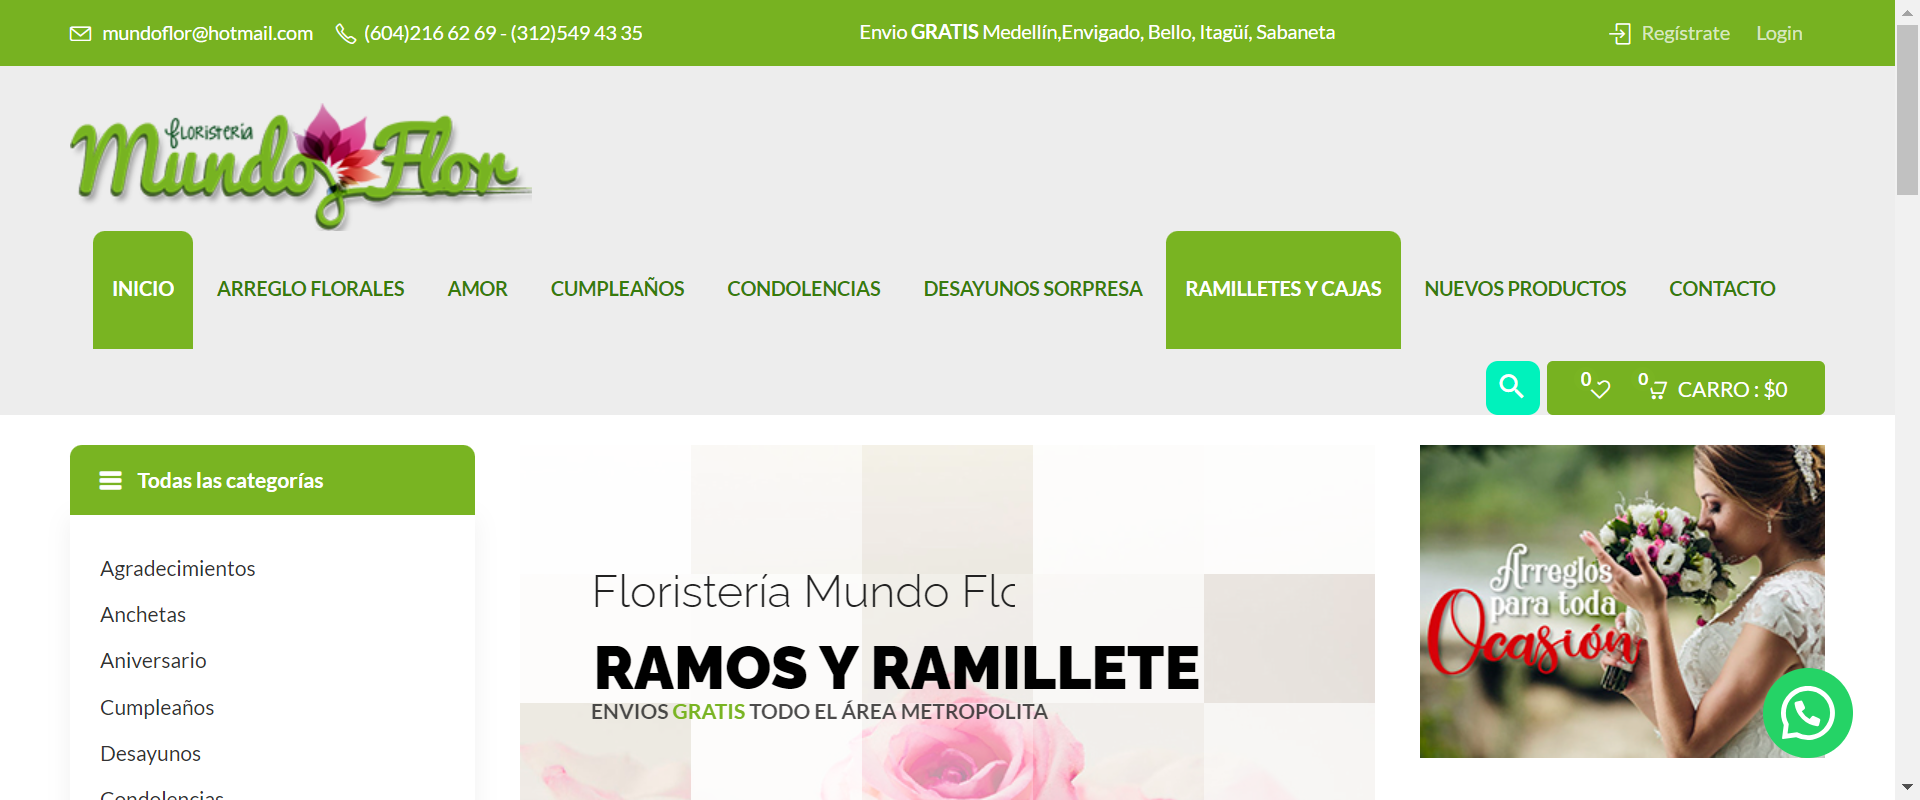 mundoflor@hotmail.com (604)216 62 69 - (312)549 43 35 Envio GRATIS Medellín,Envigado, Bello, Itagüí, Sabaneta Regístrate Login
floristería
Mundo Flor
INICIO ARREGLO FLORALES AMOR CUMPLEAÑOS CONDOLENCIAS DESAYUNOS SORPRESA RAMILLETES Y CAJAS NUEVOS PRODUCTOS CONTACTO
0 0 CARRO : $0
Todas las categorías
Agradecimientos
Anchetas
Aniversario
Cumpleaños
Desayunos
Condolencias
Floristería Mundo Flo
RAMOS Y RAMILLETE
ENVIOS GRATIS TODO EL ÁREA METROPOLITA
Arreglos
para toda
Ocasión